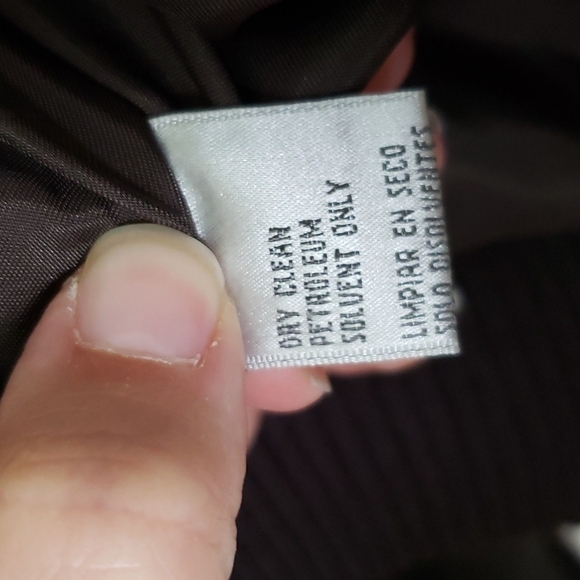 DRY CLEAN
PETROLEUM
SOLVENT ONLY
LIMPIAR EN SECO
SOLO DISOLVENTES